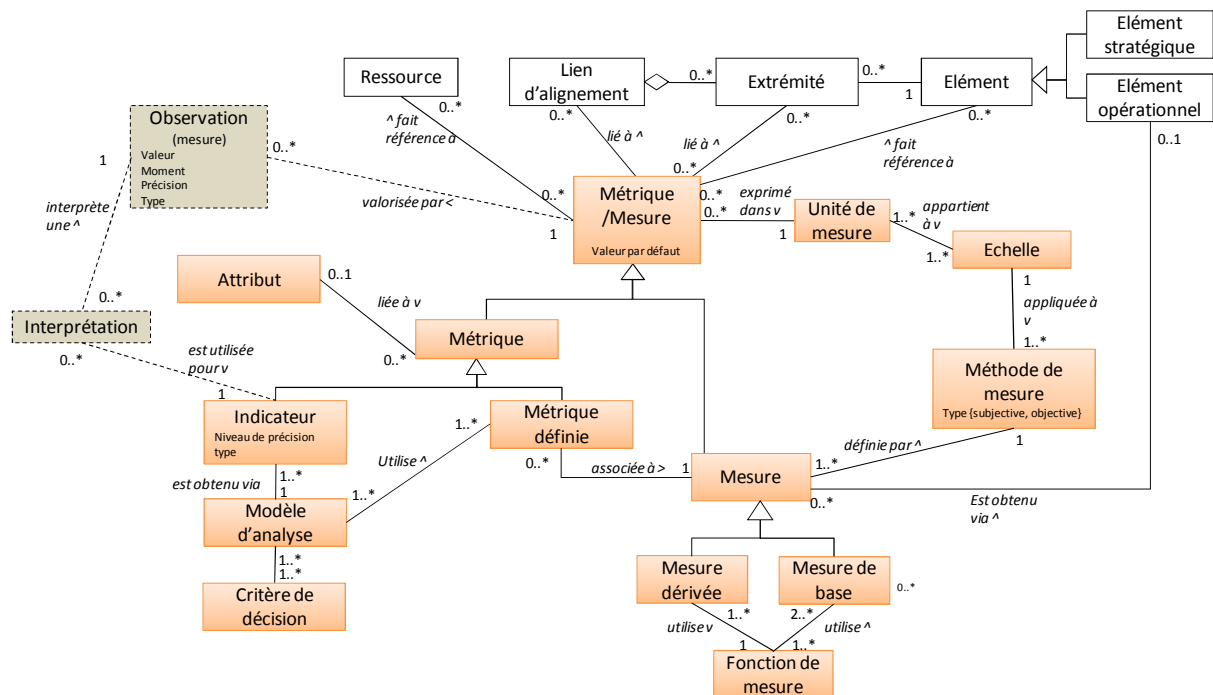 Elément
stratégique
Ressource
Lien
d'alignement
Extrémité
Elément
Elément
opérationnel
0..*
0..*
0..*
1
0..*
0..*
0..*
0..*
0..1
Observation
(mesure)
Valeur
Moment
Précision
Type
1
0..*
^ fait
référence à
lié à ^
lié à ^
^ fait
référence à
interprète
une ^
valorisée par <
0..*
1
0..*
0..*
0..*
Métrique
/Mesure
Valeur par défaut
exprimé
dans v
1
Unité de
mesure
1..*
appartient
à v
1..*
Echelle
1
appliquée à
v
1..*
Attribut
0..1
liée à v
0..*
Métrique
0..*
Interprétation
0..*
est utilisée
pour v
1
Méthode de
mesure
Type {subjective, objective}
1
Indicateur
Niveau de précision
type
1..*
Métrique
définie
0..*
Utilise ^
1..*
associée à >
1
Mesure
1..*
définie par ^
0..*
Est obtenu
via ^
1..*
est obtenu via
1
Modèle
d'analyse
1..*
1..*
Critère de
décision
Mesure
dérivée
Mesure de
base
0..*
1..*
2..*
utilise v
utilise ^
1
1..*
Fonction de
mesure